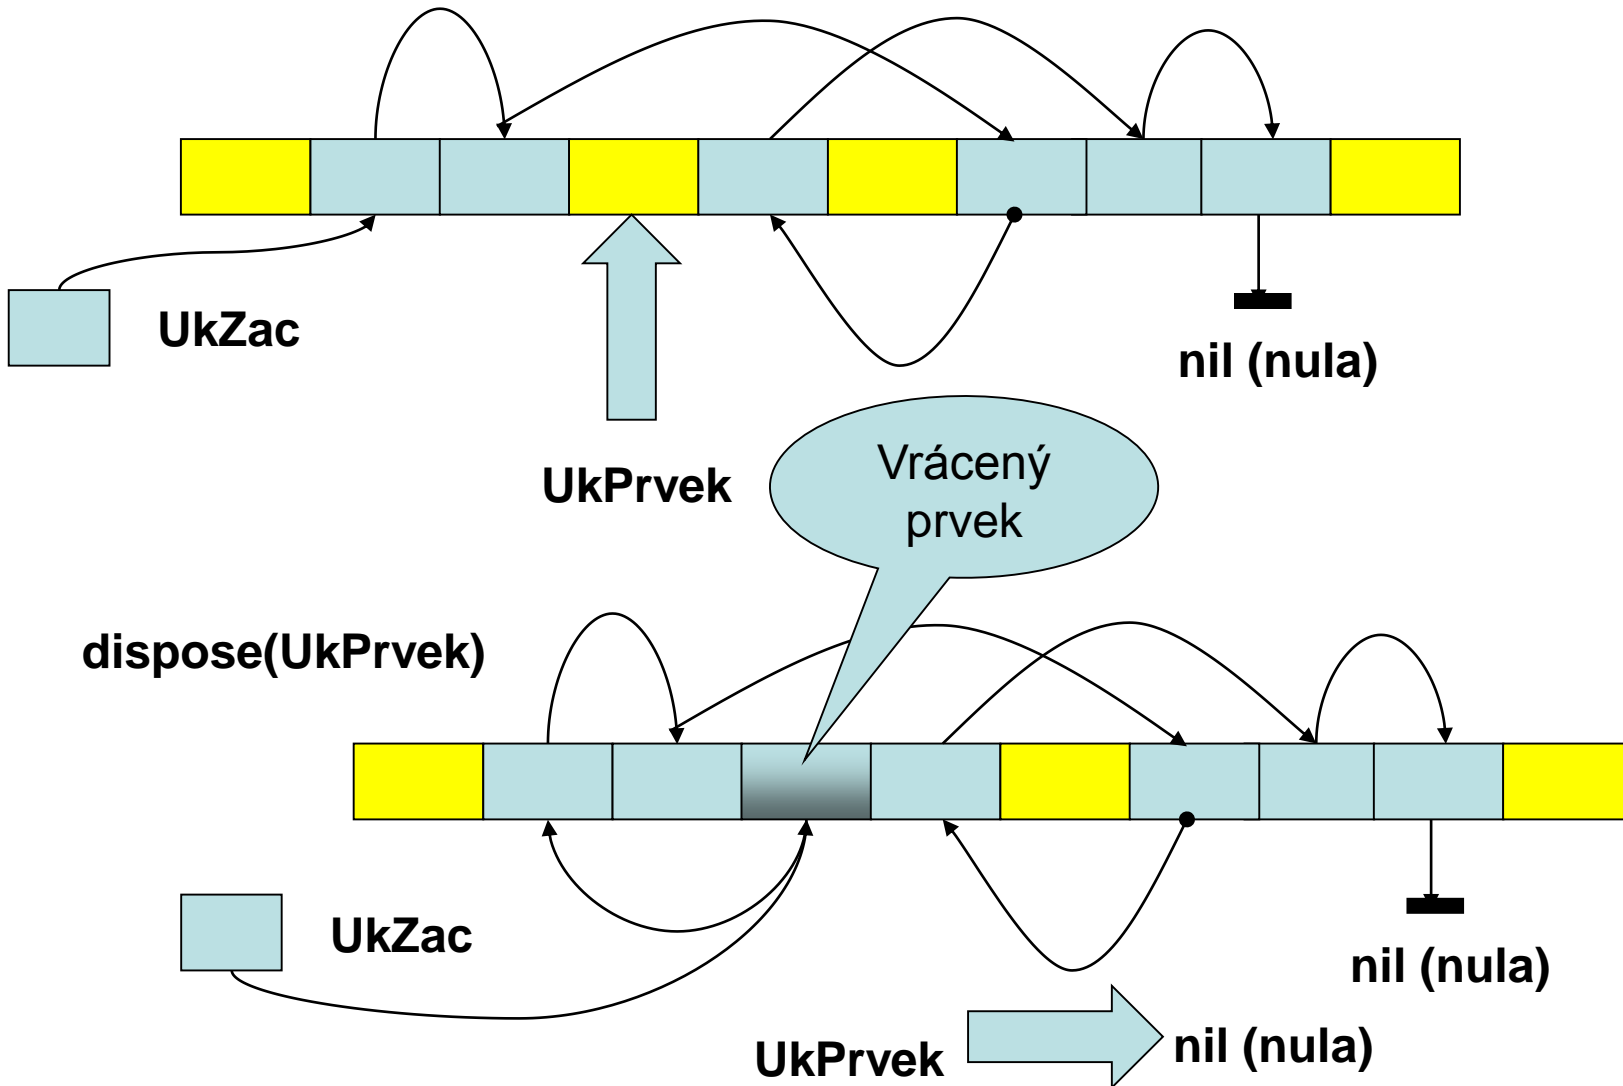 UkZac
nil (nula)
UkPrvek
Vrácený
prvek
dispose(UkPrvek)
UkZac
nil (nula)
UkPrvek
nil (nula)